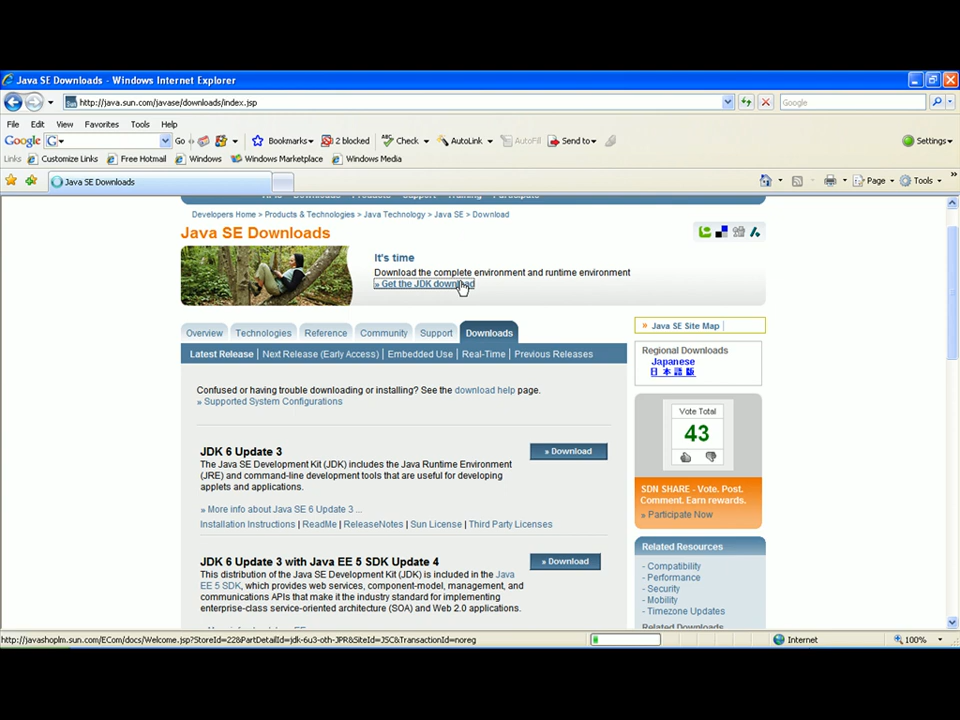 Java SE Downloads - Windows Internet Explorer
http://java.sun.com/javase/downloads/index.jsp
Google
File Edit View Favorites Tools Help
Google G Go Bookmarks 2 blocked Check AutoLink AutoFill Send to Settings
Links Customize Links Free Hotmail Windows Windows Marketplace Windows Media
Java SE Downloads
Page Tools
Developers Home > Products & Technologies > Java Technology > Java SE > Download
Java SE Downloads
It's time
Download the complete environment and runtime environment
» Get the JDK download
Overview Technologies Reference Community Support Downloads
Latest Release | Next Release (Early Access) | Embedded Use | Real-Time | Previous Releases
Confused or having trouble downloading or installing? See the download help page.
» Supported System Configurations
JDK 6 Update 3
» Download
The Java SE Development Kit (JDK) includes the Java Runtime Environment
(JRE) and command-line development tools that are useful for developing
applets and applications.
» More info about Java SE 6 Update 3 ...
Installation Instructions | ReadMe | ReleaseNotes | Sun License | Third Party Licenses
JDK 6 Update 3 with Java EE 5 SDK Update 4
» Download
This distribution of the Java SE Development Kit (JDK) is included in the Java
EE 5 SDK, which provides web services, component-model, management, and
communications APIs that make it the industry standard for implementing
enterprise-class service-oriented architecture (SOA) and Web 2.0 applications.
» Java SE Site Map |
Regional Downloads
Japanese
日本語版
Vote Total
43
SDN SHARE - Vote. Post.
Comment. Earn rewards.
» Participate Now
Related Resources
- Compatibility
- Performance
- Security
- Mobility
- Timezone Updates
Related Downloads
http://javashoplm.sun.com/ECom/docs/Welcome.jsp?StoreId=22&PartDetailId=jdk-6u3-oth-JPR&SiteId=JSC&TransactionId=noreg
Internet
100%